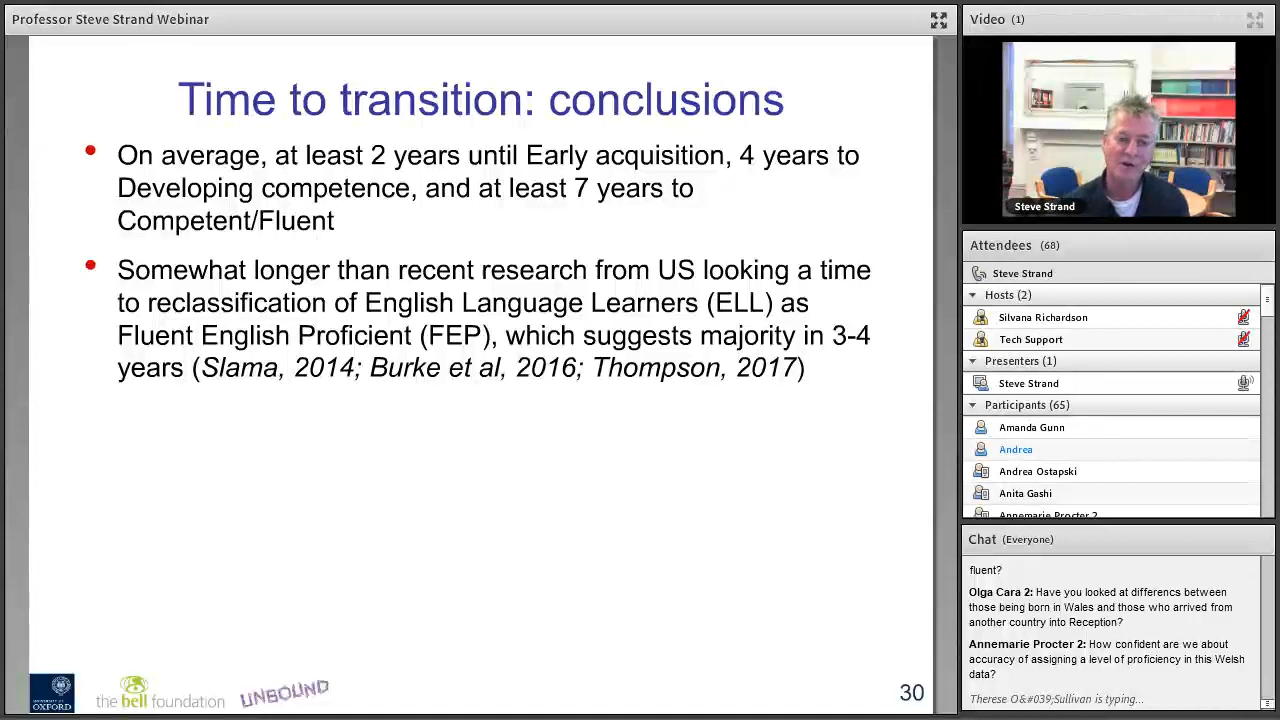 Professor Steve Strand Webinar
Time to transition: conclusions
• On average, at least 2 years until Early acquisition, 4 years to
Developing competence, and at least 7 years to
Competent/Fluent
• Somewhat longer than recent research from US looking a time
to reclassification of English Language Learners (ELL) as
Fluent English Proficient (FEP), which suggests majority in 3-4
years (Slama, 2014; Burke et al, 2016; Thompson, 2017)
UNIVERSITY OF
OXFORD
the bell foundation
UNBOUND
30
Video (1)
Steve Strand
Attendees (68)
Steve Strand
Hosts (2)
Silvana Richardson
Tech Support
Presenters (1)
Steve Strand
Participants (65)
Amanda Gunn
Andrea
Andrea Ostapski
Anita Gashi
Annemarie Procter 2
Chat (Everyone)
fluent?
Olga Cara 2: Have you looked at differencs between
those being born in Wales and those who arrived from
another country into Reception?
Annemarie Procter 2: How confident are we about
accuracy of assigning a level of proficiency in this Welsh
data?
Therese O&#039;Sullivan is typing...